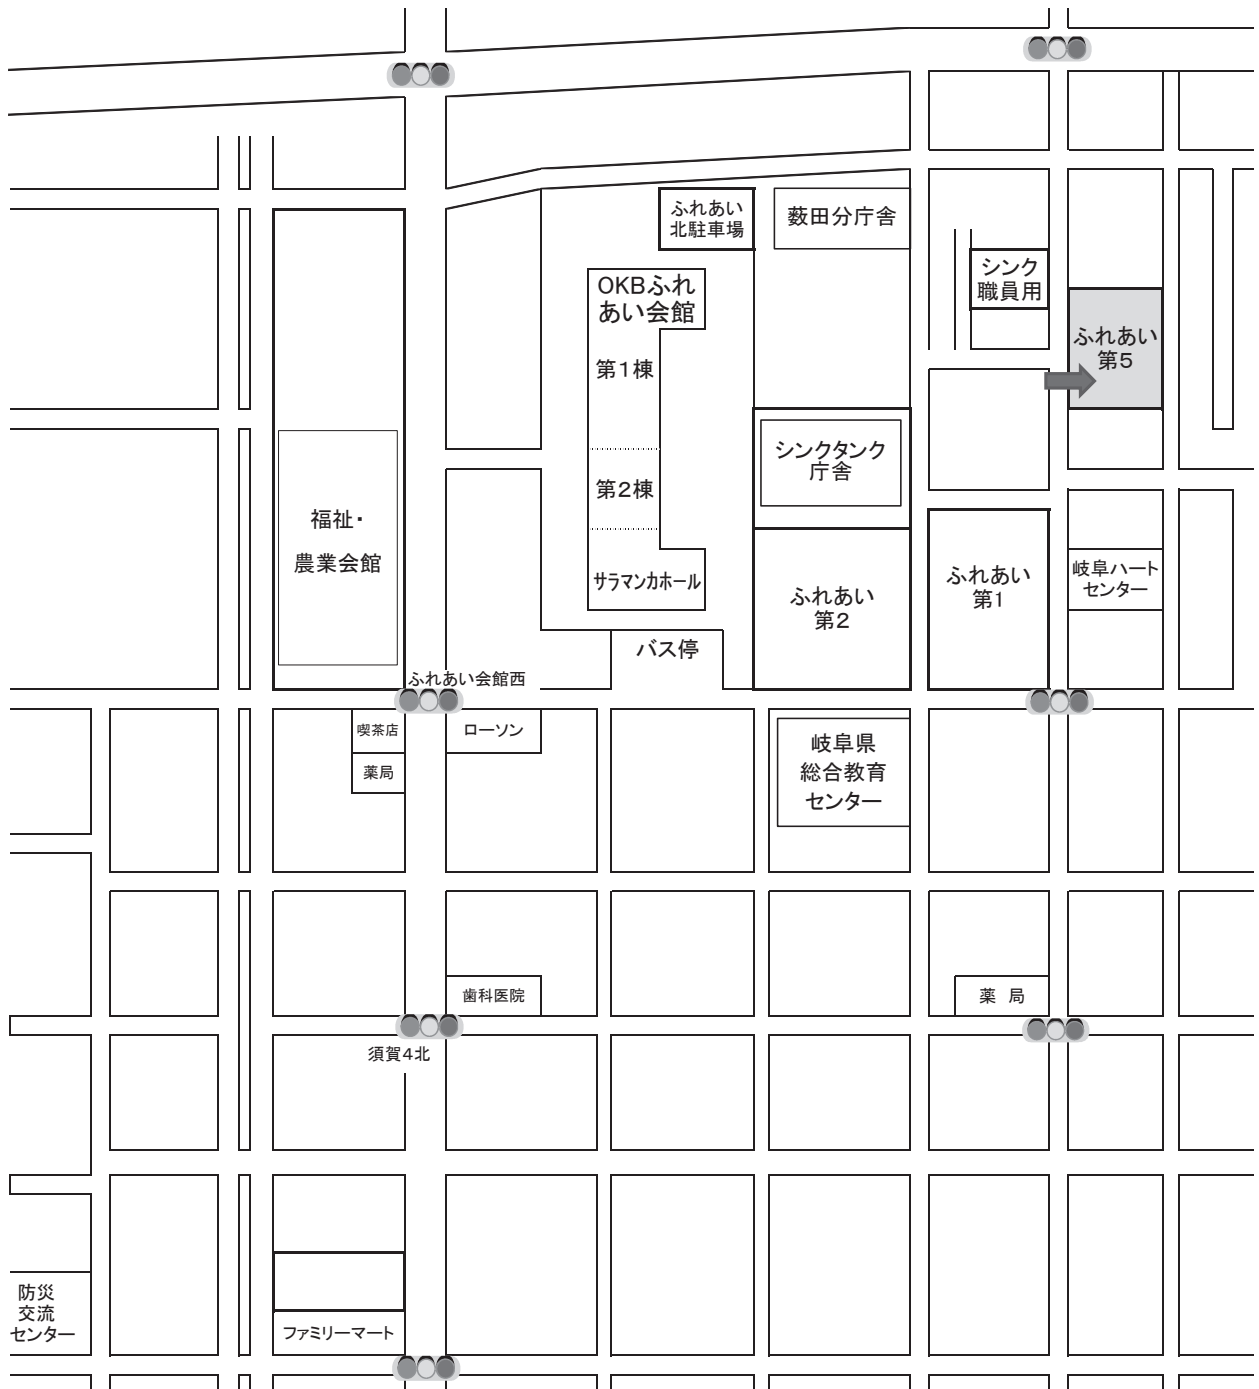 ふれあい
北駐車場
薮田分庁舎
シンク
職員用
OKBふれ
あい会館
第1棟
ふれあい
第5
シンクタンク
庁舎
第2棟
福祉・
農業会館
サラマンカホール
ふれあい
第2
ふれあい
第1
岐阜ハート
センター
バス停
ふれあい会館西
喫茶店
ローソン
薬局
岐阜県
総合教育
センター
歯科医院
薬 局
須賀4北
防災
交流
センター
ファミリーマート